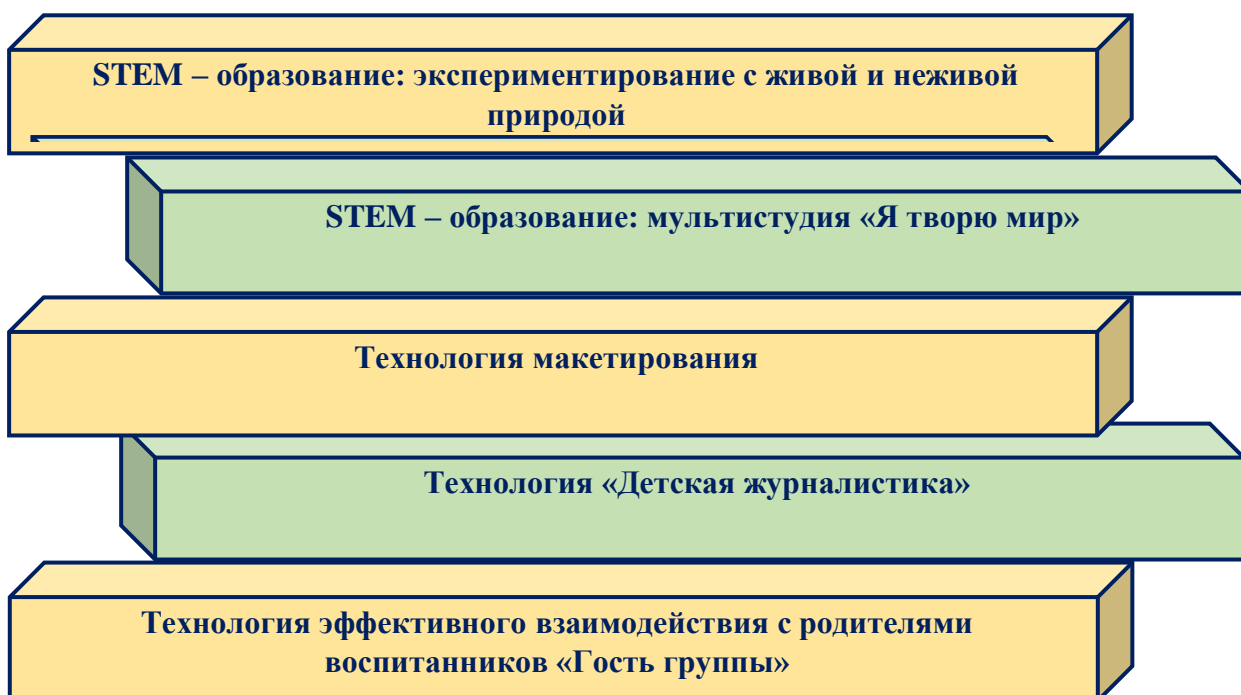 STEM – образование: экспериментирование с живой и неживой
природой
STEM – образование: мультистудия «Я творю мир»
Технология макетирования
Технология «Детская журналистика»
Технология эффективного взаимодействия с родителями
воспитанников «Гость группы»